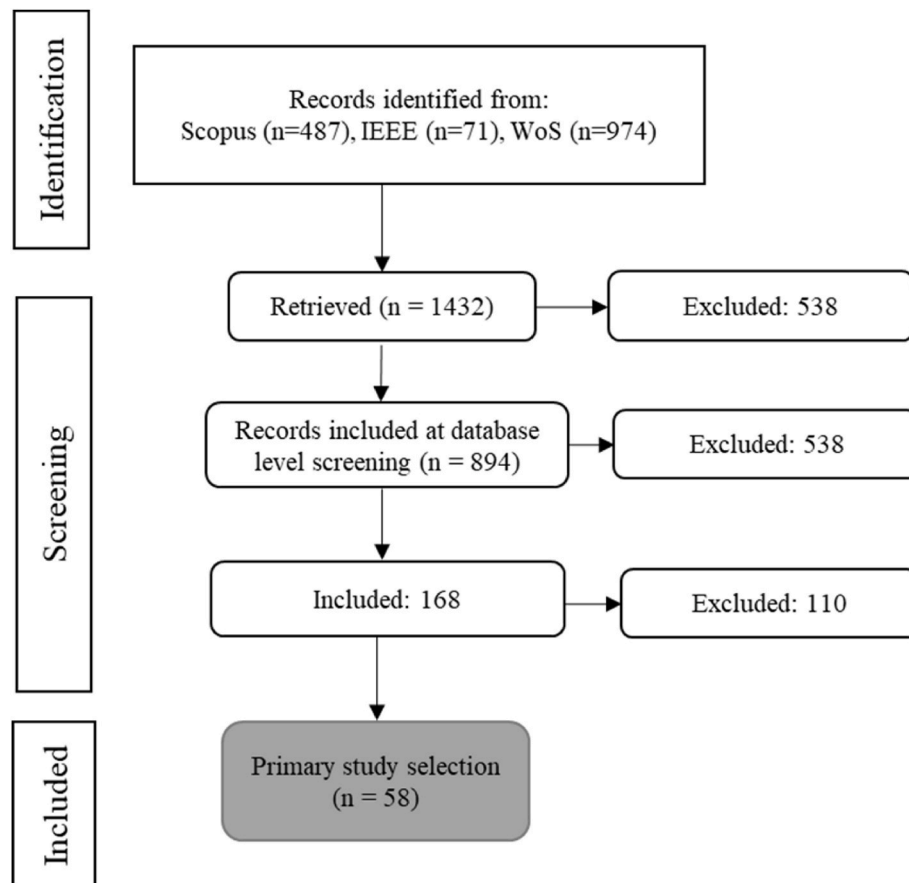 Identification
Records identified from:
Scopus (n=487), IEEE (n=71), WoS (n=974)
Screening
Retrieved (n = 1432)
Excluded: 538
Records included at database
level screening (n = 894)
Excluded: 538
Included: 168
Excluded: 110
Included
Primary study selection
(n = 58)